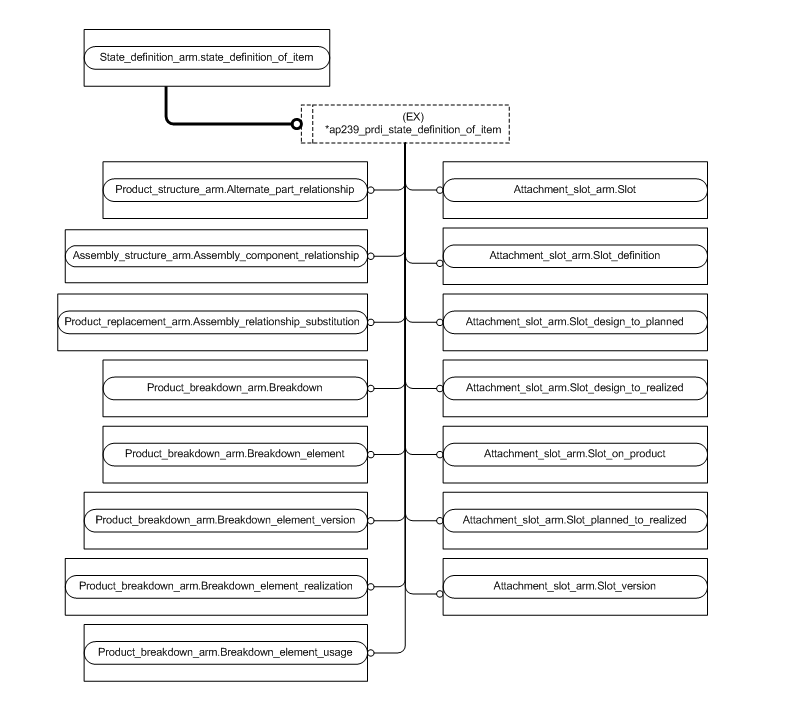 State_definition_arm.state_definition_of_item
(EX)
*ap239_prdi_state_definition_of_item
Product_structure_arm.Alternate_part_relationship
Attachment_slot_arm.Slot
Assembly_structure_arm.Assembly_component_relationship
Attachment_slot_arm.Slot_definition
Product_replacement_arm.Assembly_relationship_substitution
Attachment_slot_arm.Slot_design_to_planned
Product_breakdown_arm.Breakdown
Attachment_slot_arm.Slot_design_to_realized
Product_breakdown_arm.Breakdown_element
Attachment_slot_arm.Slot_on_product
Product_breakdown_arm.Breakdown_element_version
Attachment_slot_arm.Slot_planned_to_realized
Product_breakdown_arm.Breakdown_element_realization
Attachment_slot_arm.Slot_version
Product_breakdown_arm.Breakdown_element_usage